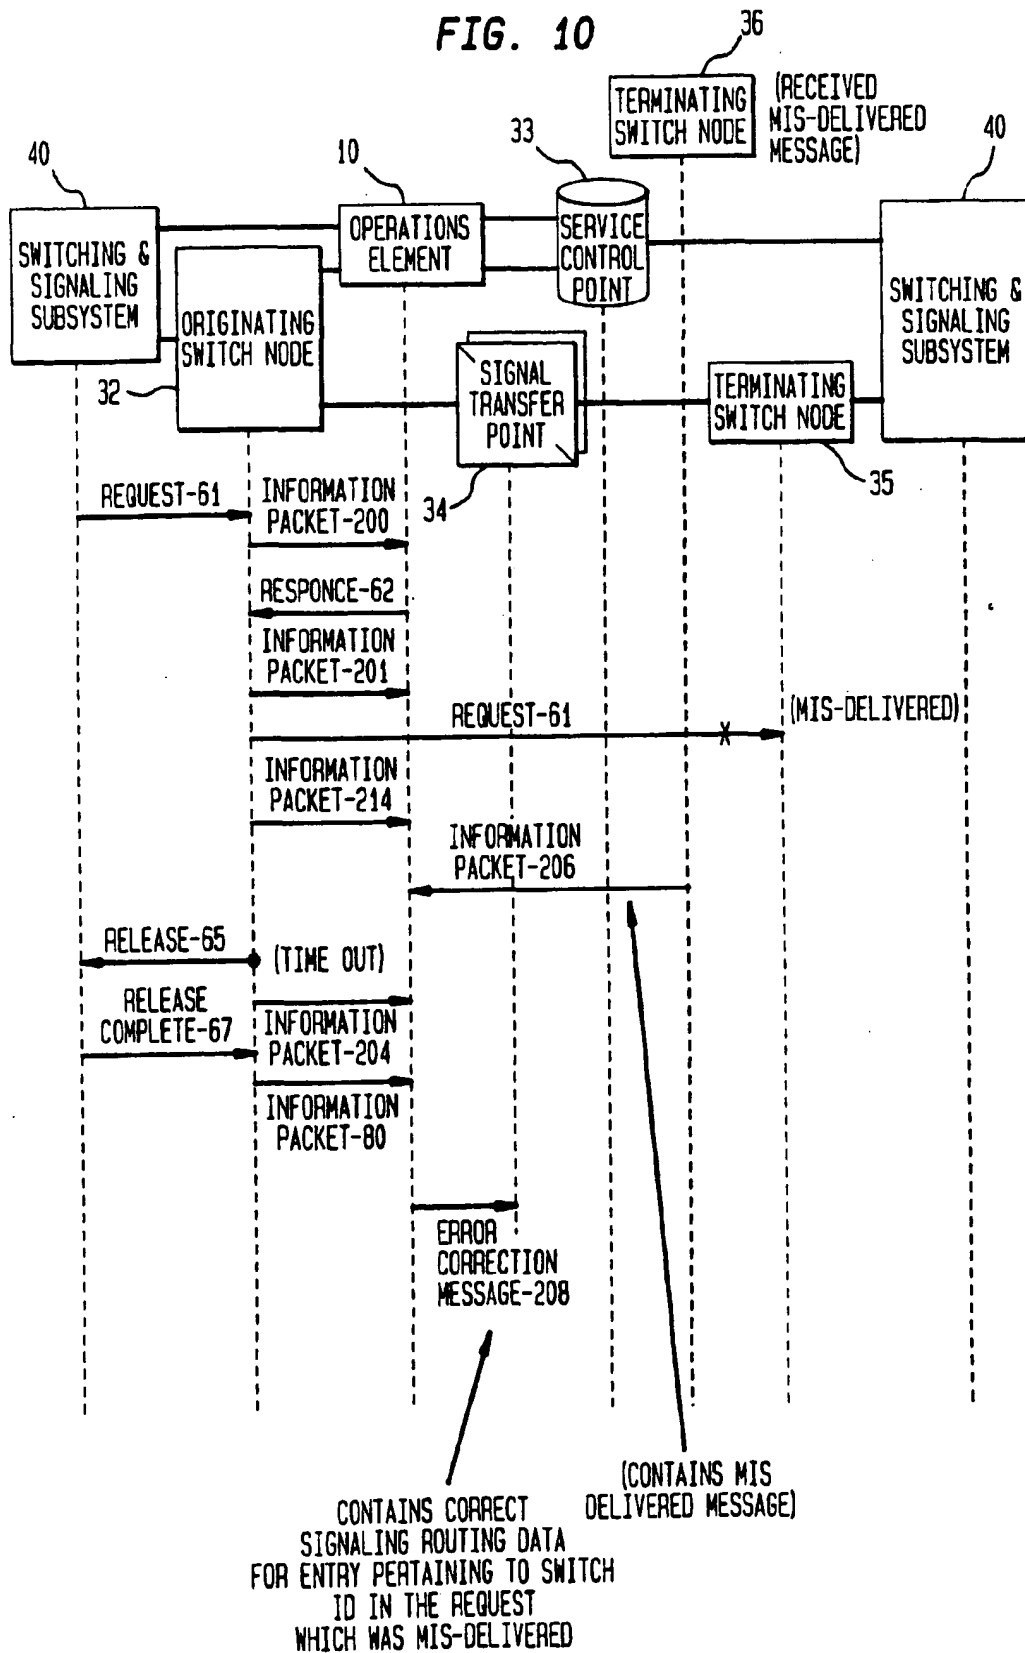 FIG. 10
36
TERMINATING
SWITCH NODE
(RECEIVED
MIS-DELIVERED
MESSAGE)
40
10
33
40
SWITCHING &
SIGNALING
SUBSYSTEM
ORIGINATING
SWITCH NODE
32
OPERATIONS
ELEMENT
SERVICE
CONTROL
POINT
SIGNAL
TRANSFER
POINT
34
TERMINATING
SWITCH NODE
35
SWITCHING &
SIGNALING
SUBSYSTEM
REQUEST-61
INFORMATION
PACKET-200
RESPONCE-62
INFORMATION
PACKET-201
REQUEST-61
(MIS-DELIVERED)
INFORMATION
PACKET-214
INFORMATION
PACKET-206
RELEASE-65
(TIME OUT)
RELEASE
COMPLETE-67
INFORMATION
PACKET-204
INFORMATION
PACKET-80
ERROR
CORRECTION
MESSAGE-208
(CONTAINS MIS
DELIVERED MESSAGE)
CONTAINS CORRECT
SIGNALING ROUTING DATA
FOR ENTRY PERTAINING TO SWITCH
ID IN THE REQUEST
WHICH WAS MIS-DELIVERED